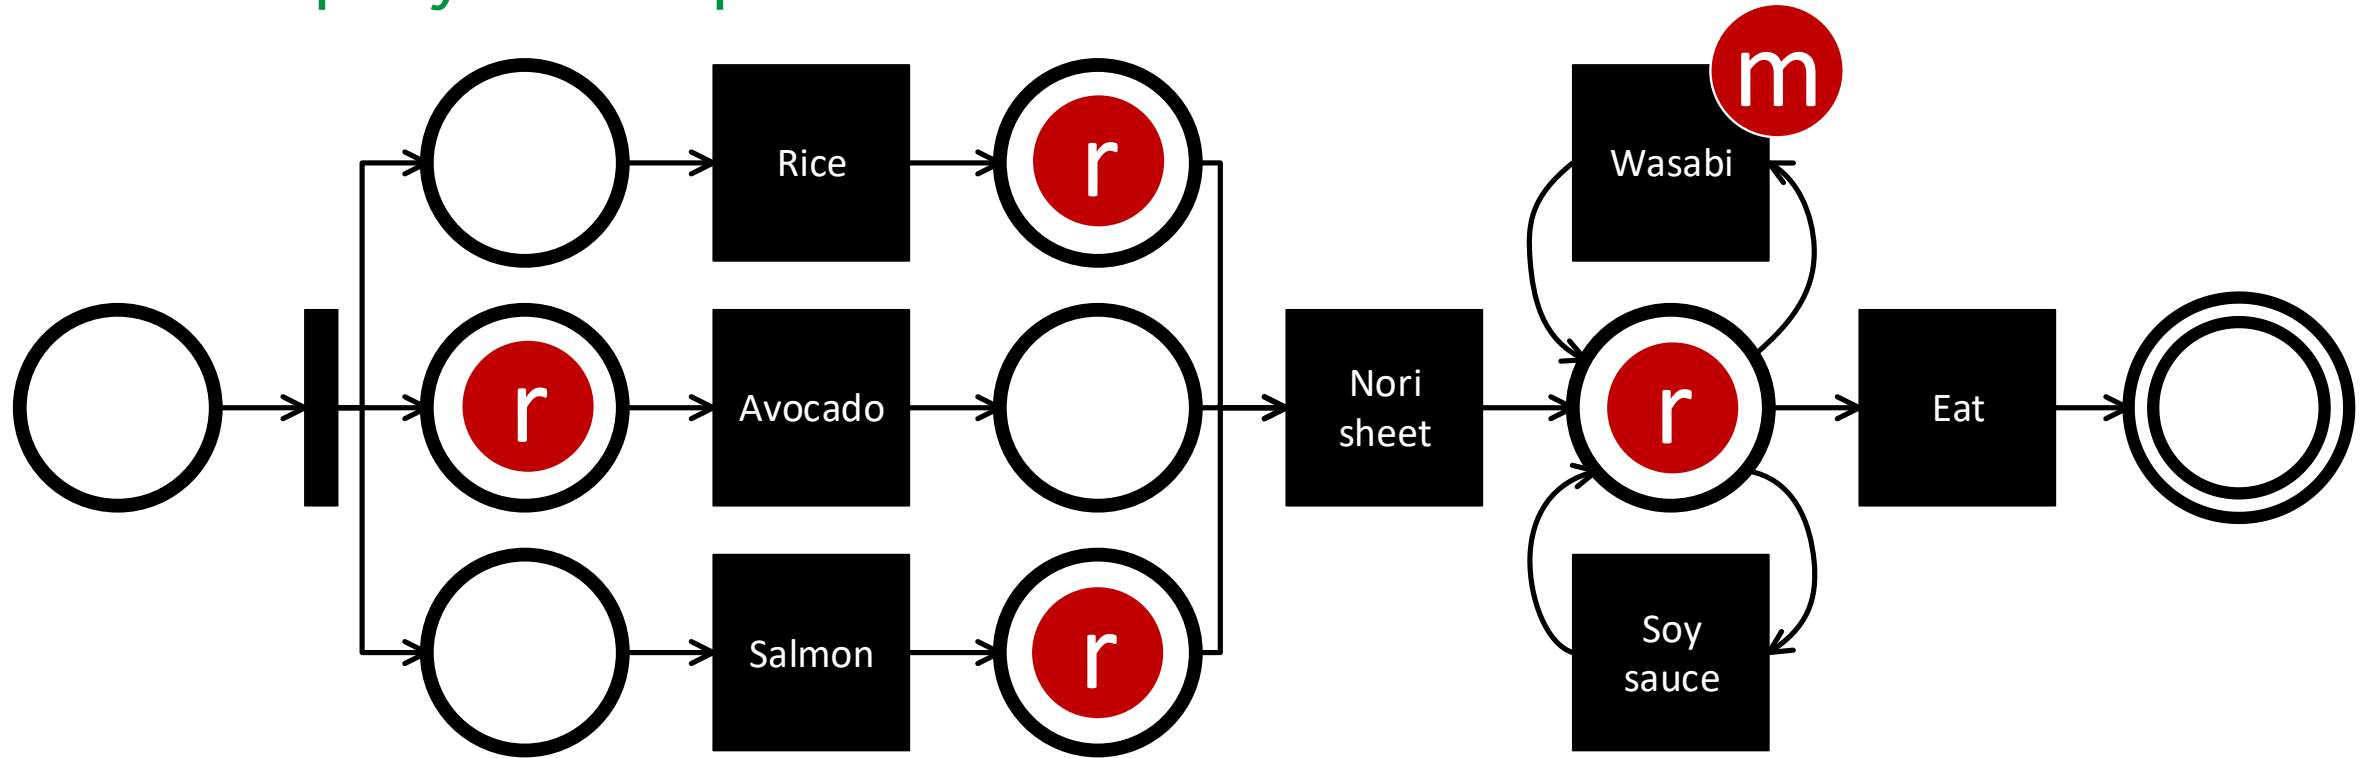 m
Rice
r
Wasabi
r
Avocado
Nori
sheet
r
Eat
Salmon
r
Soy
sauce